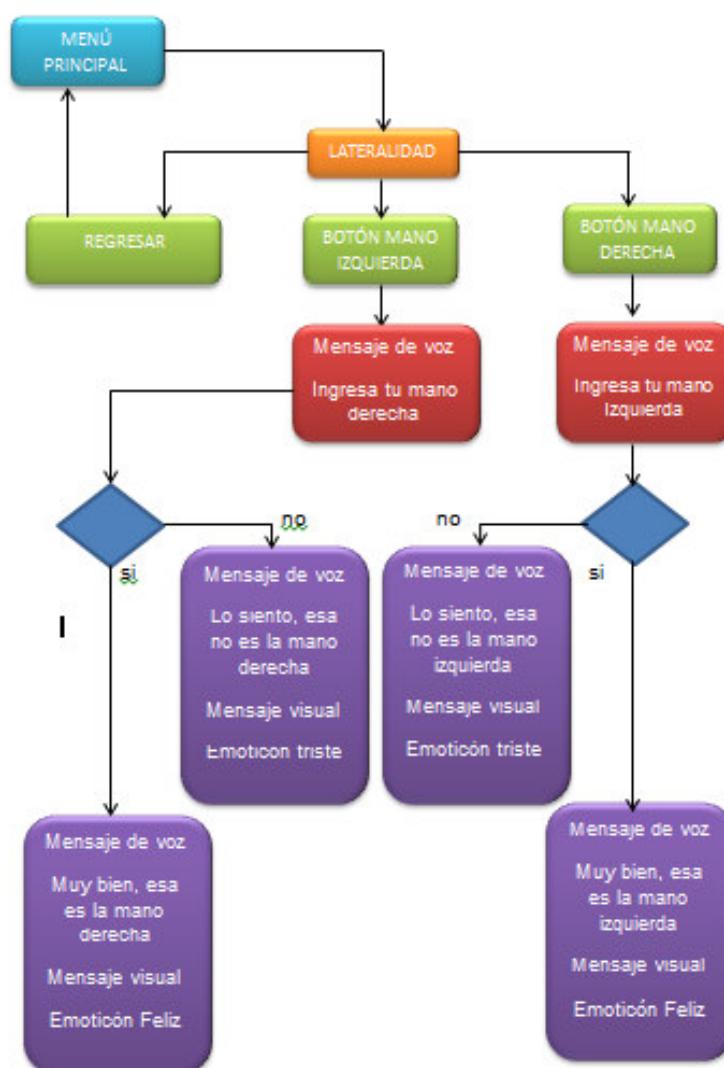 MENÚ
PRINCIPAL
LATERALIDAD
REGRESAR
BOTÓN MANO
IZQUIERDA
BOTÓN MANO
DERECHA
Mensaje de voz
Ingresa tu mano
derecha
Mensaje de voz
Ingresa tu mano
Izquierda
no
si
Mensaje de voz
Lo siento, esa
no es la mano
derecha
Mensaje visual
Emoticón triste
no
si
Mensaje de voz
Lo siento, esa
no es la mano
izquierda
Mensaje visual
Emoticón triste
Mensaje de voz
Muy bien, esa
es la mano
derecha
Mensaje visual
Emoticón Feliz
Mensaje de voz
Muy bien, esa
es la mano
izquierda
Mensaje visual
Emoticón Feliz